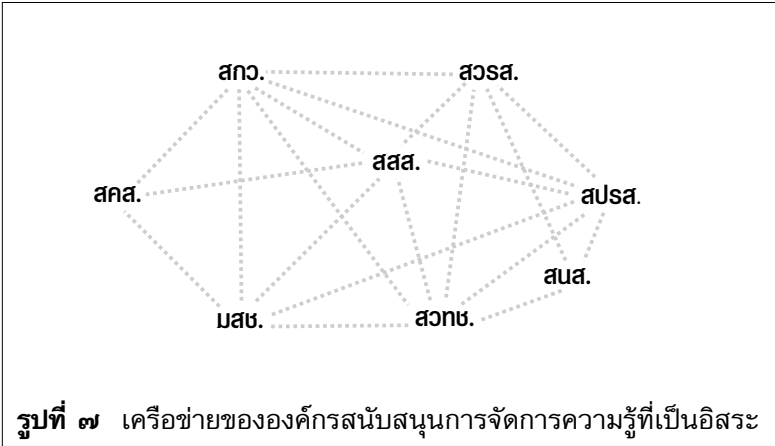 สกว. สวรส.
สสส.
สคส. สปรส.
สนส.
มสช. สวทช.
รูปที่ ๗ เครือข่ายขององค์กรสนับสนุนการจัดการความรู้ที่เป็นอิสระ